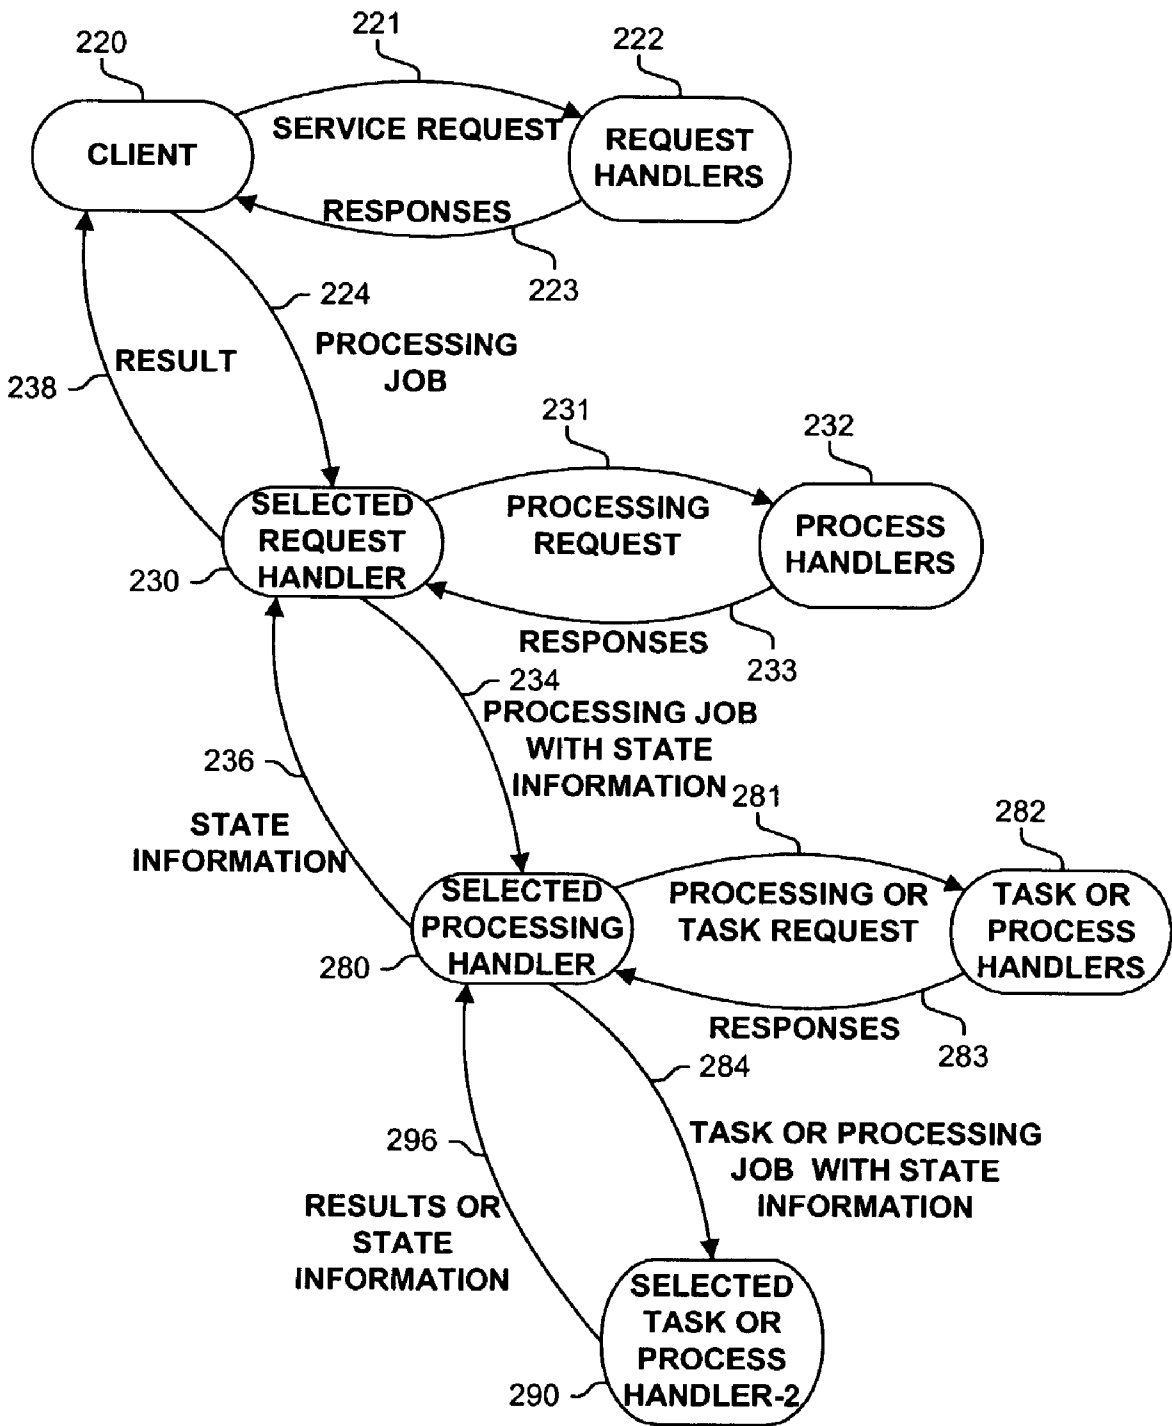 221
220
222
CLIENT
SERVICE REQUEST
REQUEST
HANDLERS
RESPONSES
223
224
PROCESSING
JOB
RESULT
238
231
232
SELECTED
REQUEST
HANDLER
230
PROCESSING
REQUEST
PROCESS
HANDLERS
RESPONSES
233
234
PROCESSING JOB
WITH STATE
INFORMATION
236
STATE
INFORMATION
281
282
SELECTED
PROCESSING
HANDLER
280
PROCESSING OR
TASK REQUEST
TASK OR
PROCESS
HANDLERS
RESPONSES
283
284
TASK OR PROCESSING
JOB WITH STATE
INFORMATION
296
RESULTS OR
STATE
INFORMATION
SELECTED
TASK OR
PROCESS
HANDLER-2
290